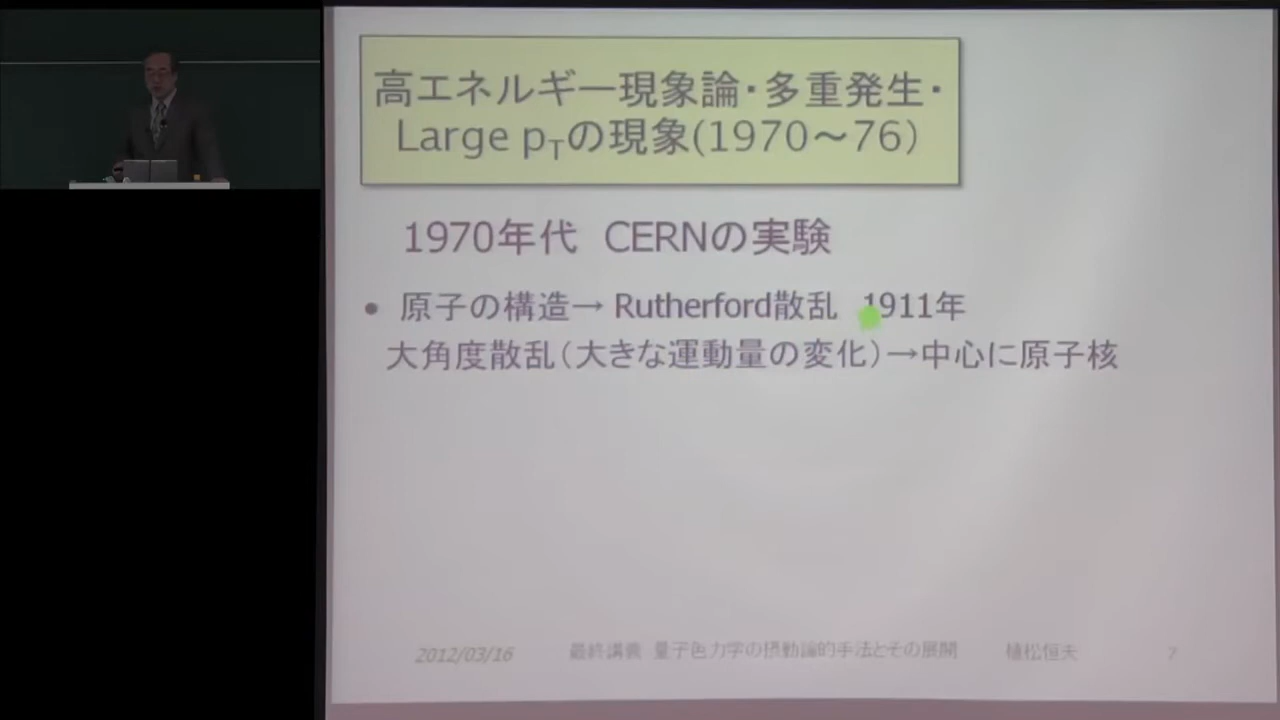 高エネルギー現象論・多重発生・
Large pTの現象(1970～76)
1970年代 CERNの実験
• 原子の構造→ Rutherford散乱 1911年
大角度散乱(大きな運動量の変化)→中心に原子核
2012/03/16 最終講義 量子色力学の摂動論的手法とその展開 植松恒夫 7